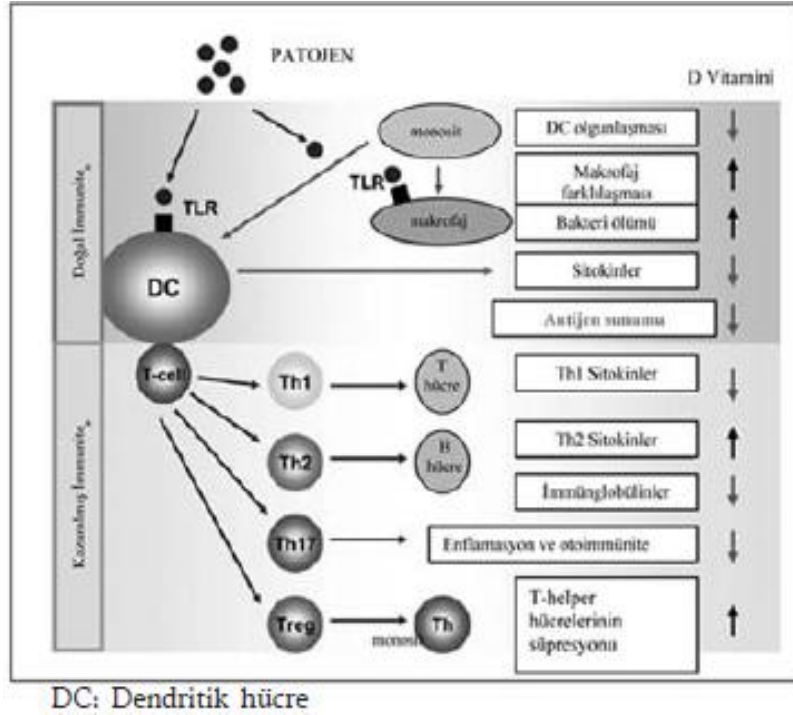 PATOJEN
D Vitamini
Doğal İmmunite
monosit
DC olgunlaşması
TLR
TLR
Makrofaj
farklılaşması
makrofaj
Bakteri ölümü
DC
Sitokinler
Antijen sunumu
Kazanılmış İmmunite
T-cell
Th1
T
hücre
Th1 Sitokinler
Th2
B
hücre
Th2 Sitokinler
İmmünglobülinler
Th17
Enflamasyon ve otoimmünite
Treg
Th
T-helper
hücrelerinin
süpresyonu
DC: Dendritik hücre